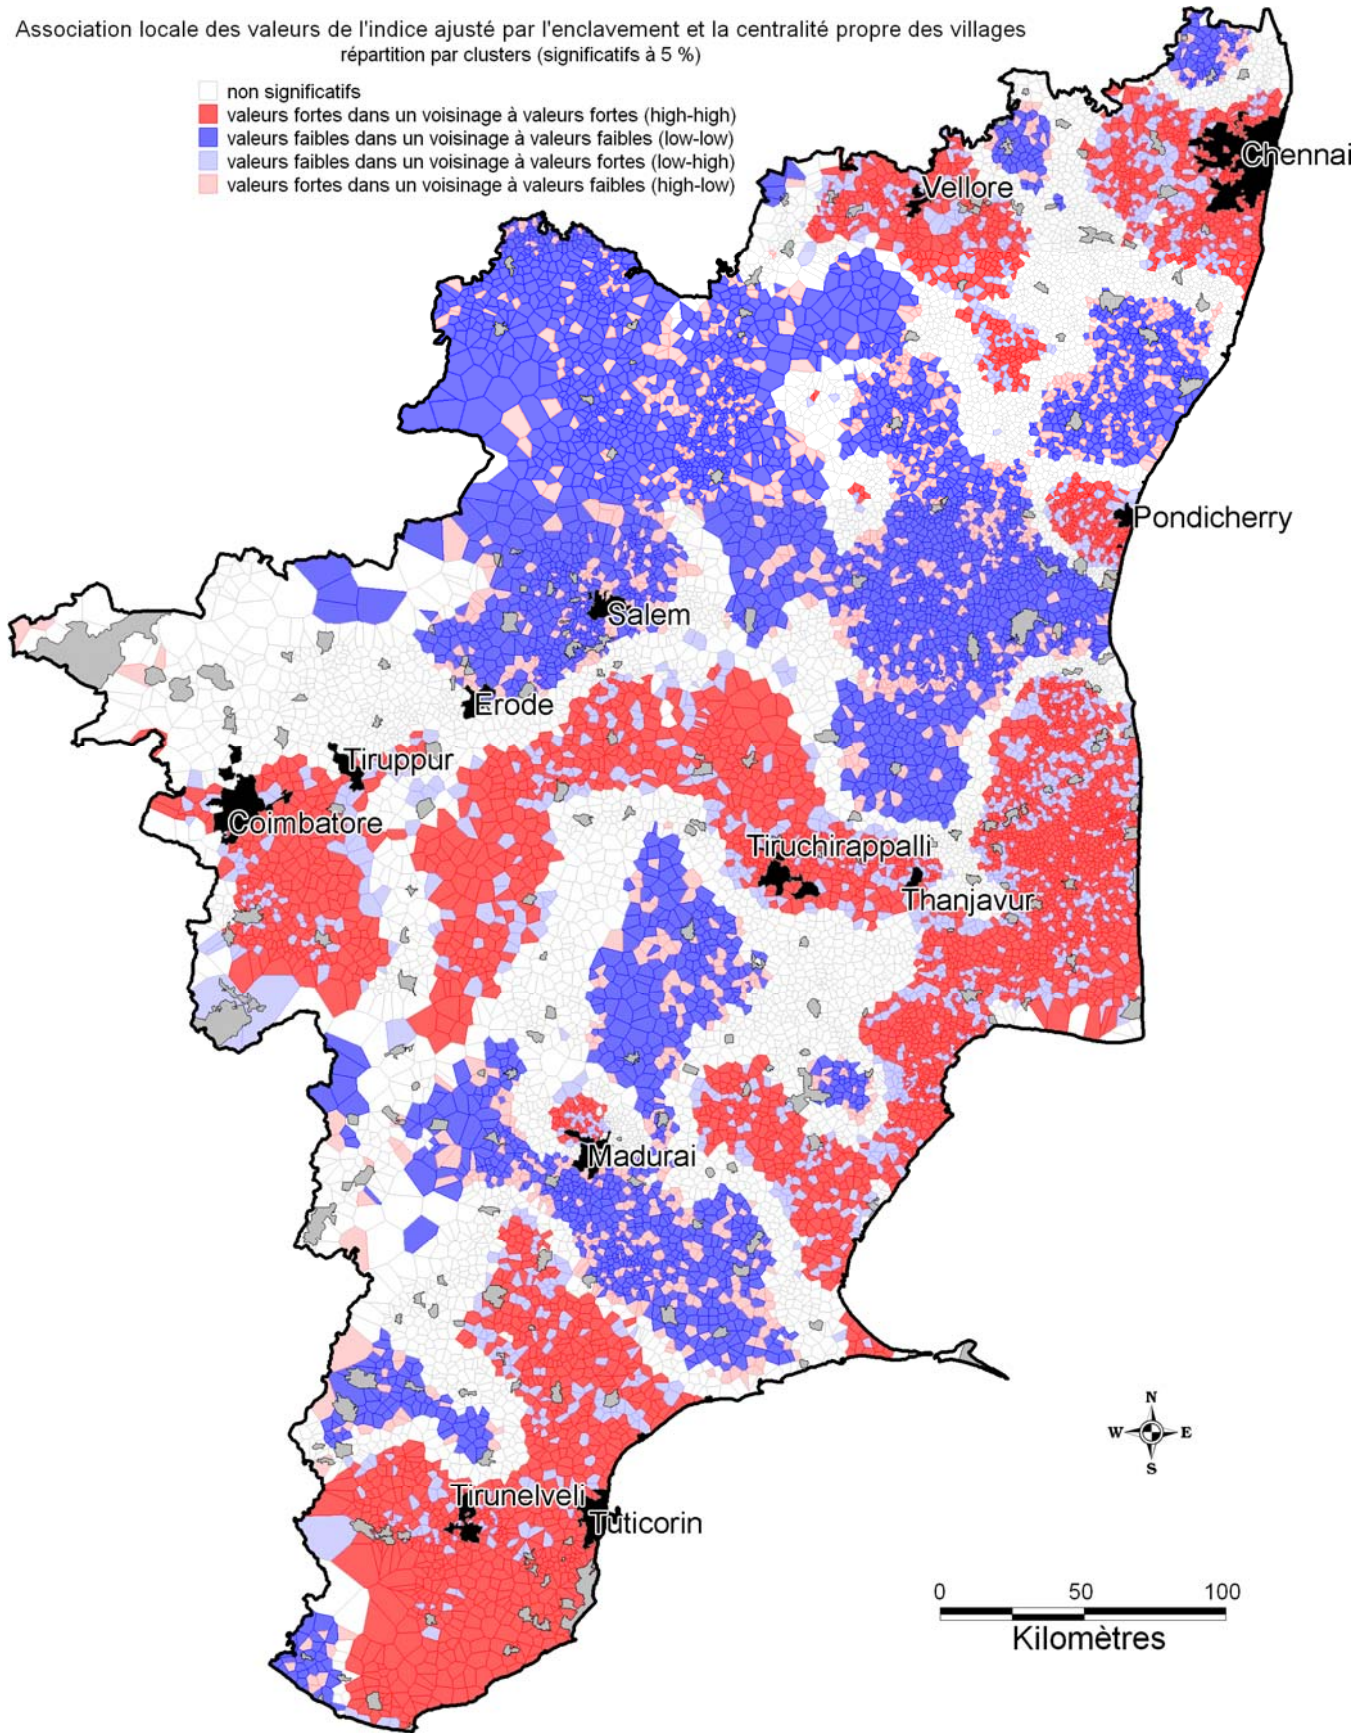 Association locale des valeurs de l'indice ajusté par l'enclavement et la centralité propre des villages
répartition par clusters (significatifs à 5 %)
non significatifs
valeurs fortes dans un voisinage à valeurs fortes (high-high)
valeurs faibles dans un voisinage à valeurs faibles (low-low)
valeurs faibles dans un voisinage à valeurs fortes (low-high)
valeurs fortes dans un voisinage à valeurs faibles (high-low)
Chennai
Vellore
Pondicherry
Salem
Erode
Tiruppur
Coimbatore
Tiruchirappalli
Thanjavur
Madurai
N
W E
S
Tirunelveli
Tuticorin
0 50 100
Kilomètres